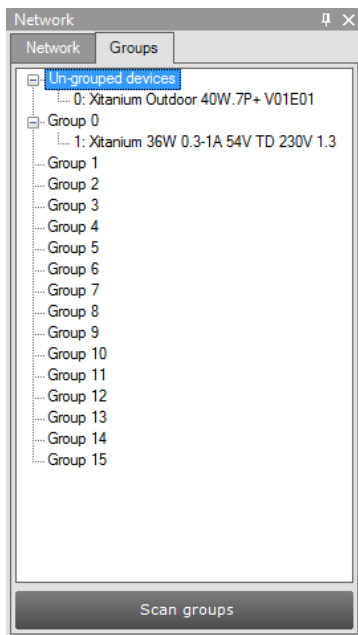 Network
Network Groups
Un-grouped devices
0: Xitanium Outdoor 40W.7P+ V01E01
Group 0
1: Xitanium 36W 0.3-1A 54V TD 230V 1.3
Group 1
Group 2
Group 3
Group 4
Group 5
Group 6
Group 7
Group 8
Group 9
Group 10
Group 11
Group 12
Group 13
Group 14
Group 15
Scan groups